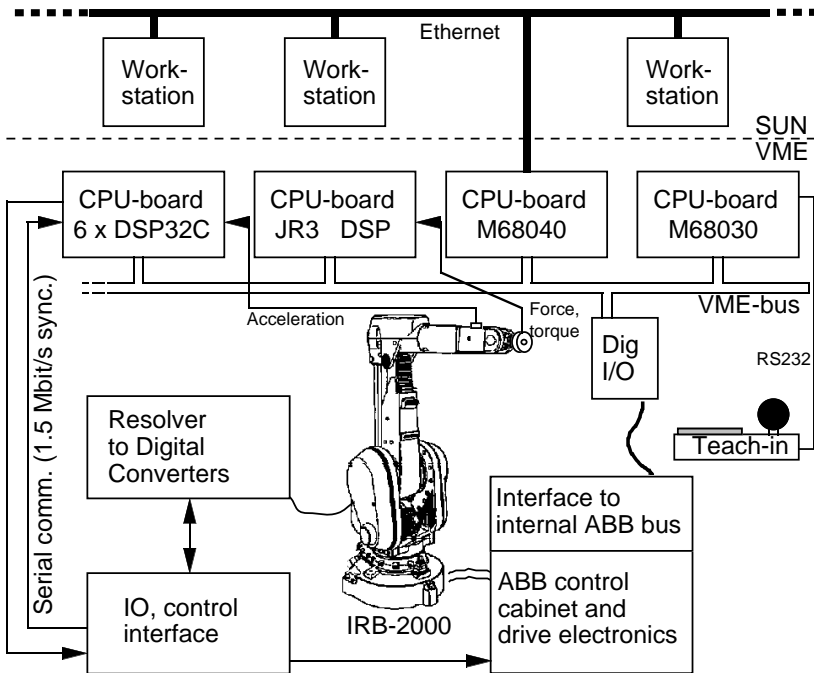 Ethernet
Work-
station
Work-
station
Work-
station
SUN
VME
CPU-board
6 x DSP32C
CPU-board
JR3 DSP
CPU-board
M68040
CPU-board
M68030
VME-bus
Acceleration
Force,
torque
Dig
I/O
RS232
Teach-in
Serial comm. (1.5 Mbit/s sync.)
Resolver
to Digital
Converters
Interface to
internal ABB bus
IO, control
interface
IRB-2000
ABB control
cabinet and
drive electronics